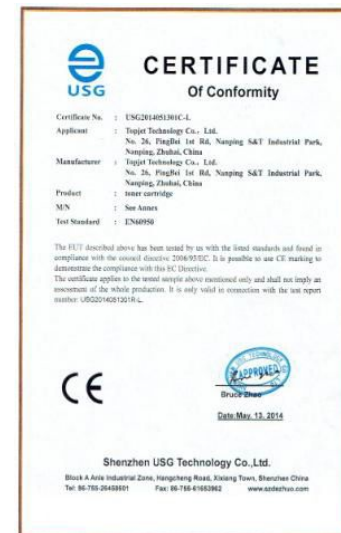 USG
CERTIFICATE
Of Conformity
Certificate No. : USG2014051301C-L
Applicant : Topjet Technology Co., Ltd.
No. 26, PingBei 1st Rd, Nanping S&T Industrial Park,
Nanping, Zhuhai, China
Manufacturer : Topjet Technology Co., Ltd.
No. 26, PingBei 1st Rd, Nanping S&T Industrial Park,
Nanping, Zhuhai, China
Product : toner cartridge
M/N : See Annex
Test Standard : EN60950
The EUT described above has been tested by us with the listed standards and found in
compliance with the council directive 2006/95/EC. It is possible to use CE marking to
demonstrate the compliance with this EC Directive.
The certificate applies to the tested sample above mentioned only and shall not imply an
assessment of the whole production. It is only valid in connection with the test report
number: USG2014051301R-L.
CE
APPROVED
Bruce Zhao
Date:May. 13. 2014
Shenzhen USG Technology Co.,Ltd.
Block A Anle Industrial Zone, Hangcheng Road, Xixiang Town, Shenzhen China
Tel: 86-755-26459501 Fax: 86-755-61653962 www.szdezhuo.com